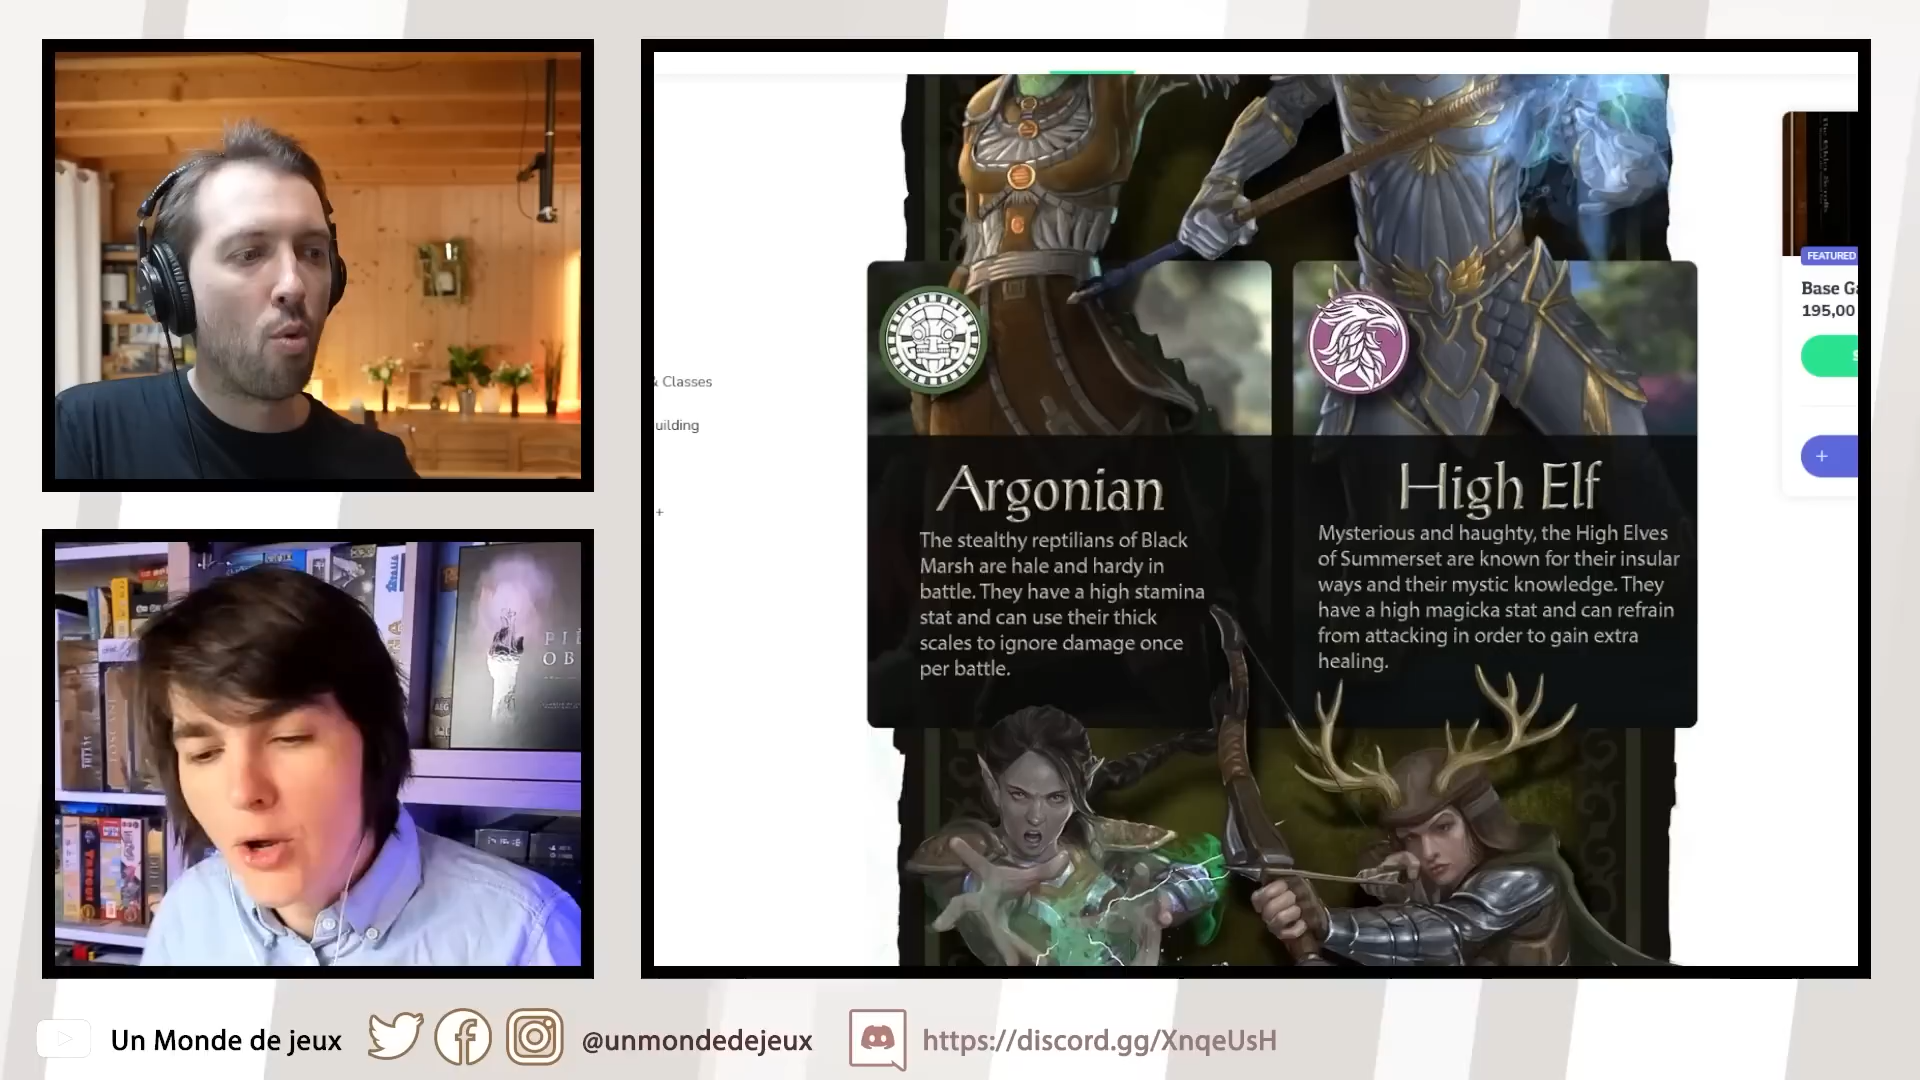 & Classes
uilding
+
Argonian
The stealthy reptilians of Black
Marsh are hale and hardy in
battle. They have a high stamina
stat and can use their thick
scales to ignore damage once
per battle.
High Elf
Mysterious and haughty, the High Elves
of Summerset are known for their insular
ways and their mystic knowledge. They
have a high magicka stat and can refrain
from attacking in order to gain extra
healing.
The Elder Scrolls
FEATURED
Base Ga
195,00
S
+
Un Monde de jeux
@unmondedejeux
https://discord.gg/XnqeUsH